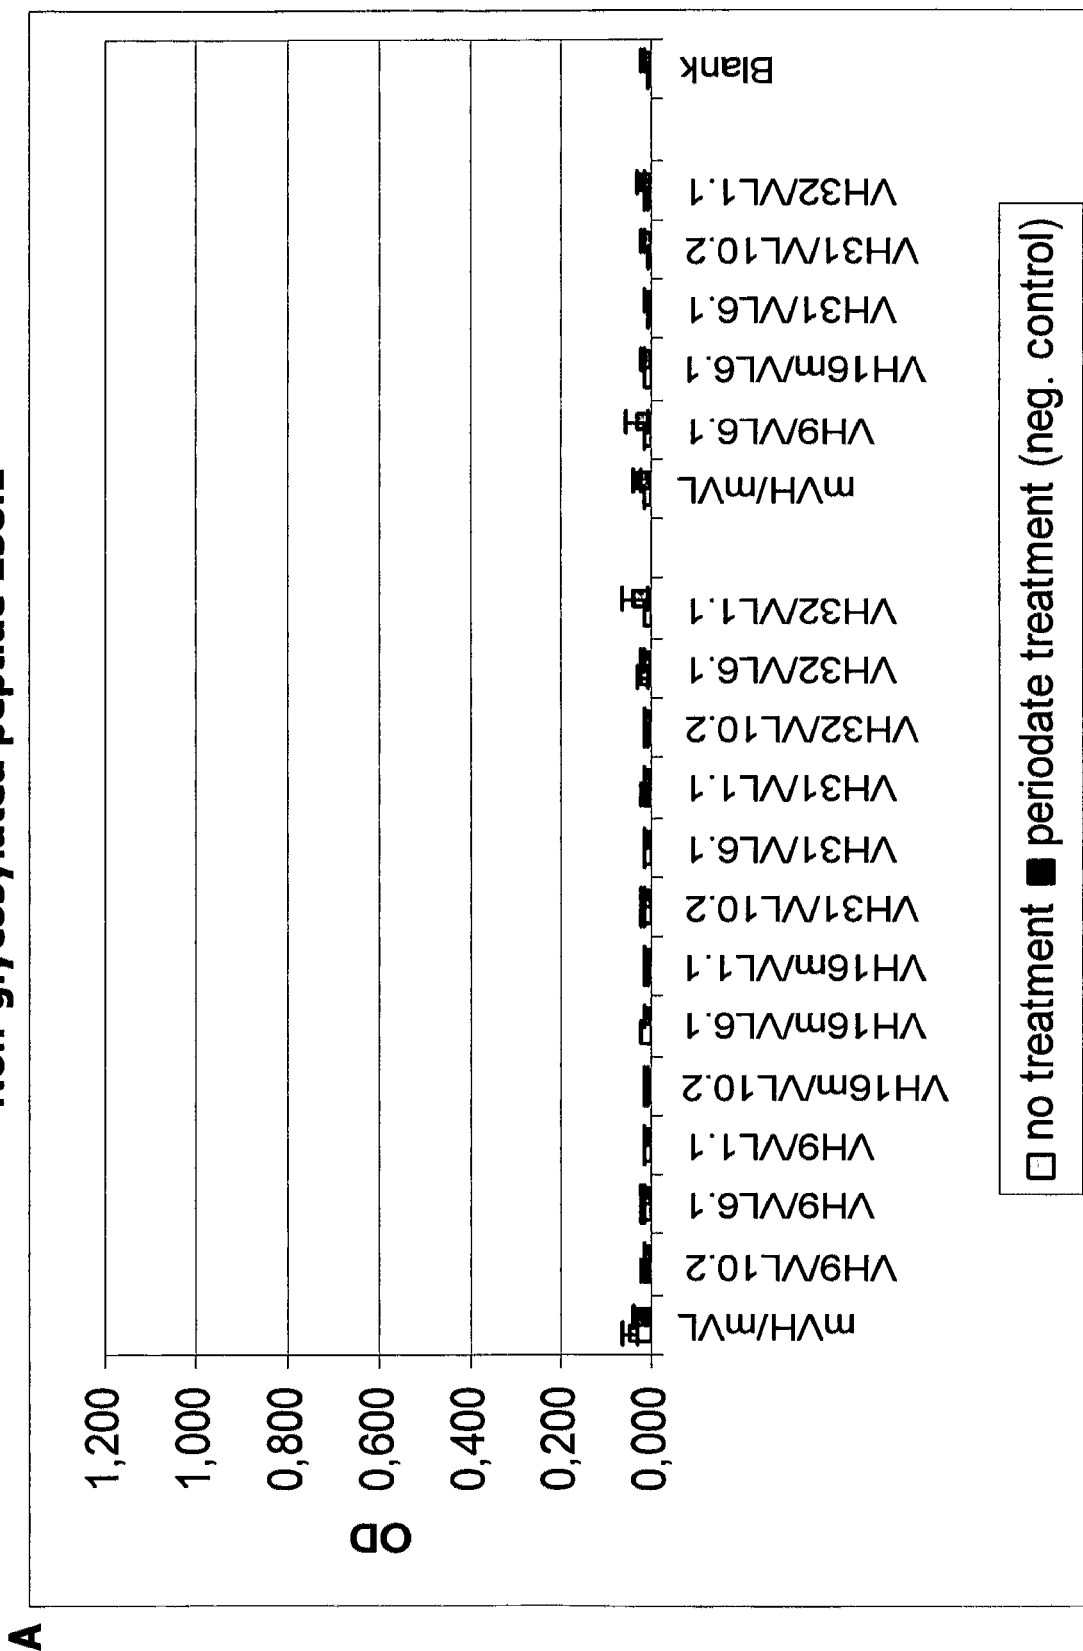 A
glycosylated peptide
OD
1,200
1,000
0,800
0,600
0,400
0,200
0,000
mVH/mVL
VH9/VL10.2
VH9/VL6.1
VH9/VL1.1
VH16m/VL10.2
VH16m/VL6.1
VH16m/VL1.1
VH31/VL10.2
VH31/VL6.1
VH31/VL1.1
VH32/VL10.2
VH32/VL6.1
VH32/VL1.1
mVH/mVL
VH9/VL6.1
VH16m/VL6.1
VH31/VL6.1
VH31/VL10.2
VH32/VL1.1
Blank
no treatment periodate treatment (neg. control)